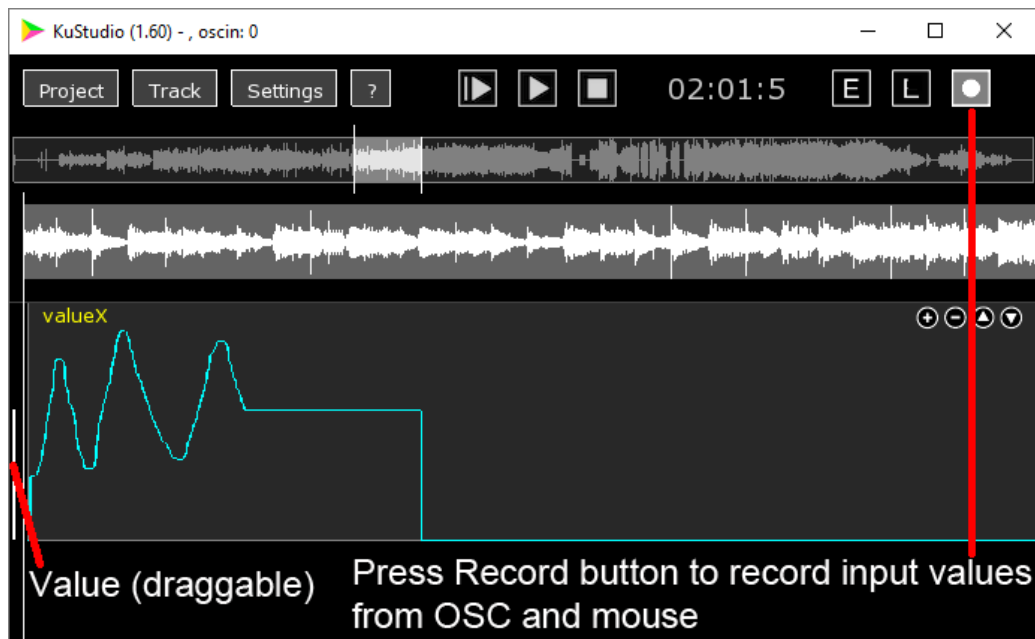 KuStudio (1.60) - , oscin: 0
Project Track Settings ? 02:01:5 E L
valueX
Value (draggable)
Press Record button to record input values
from OSC and mouse